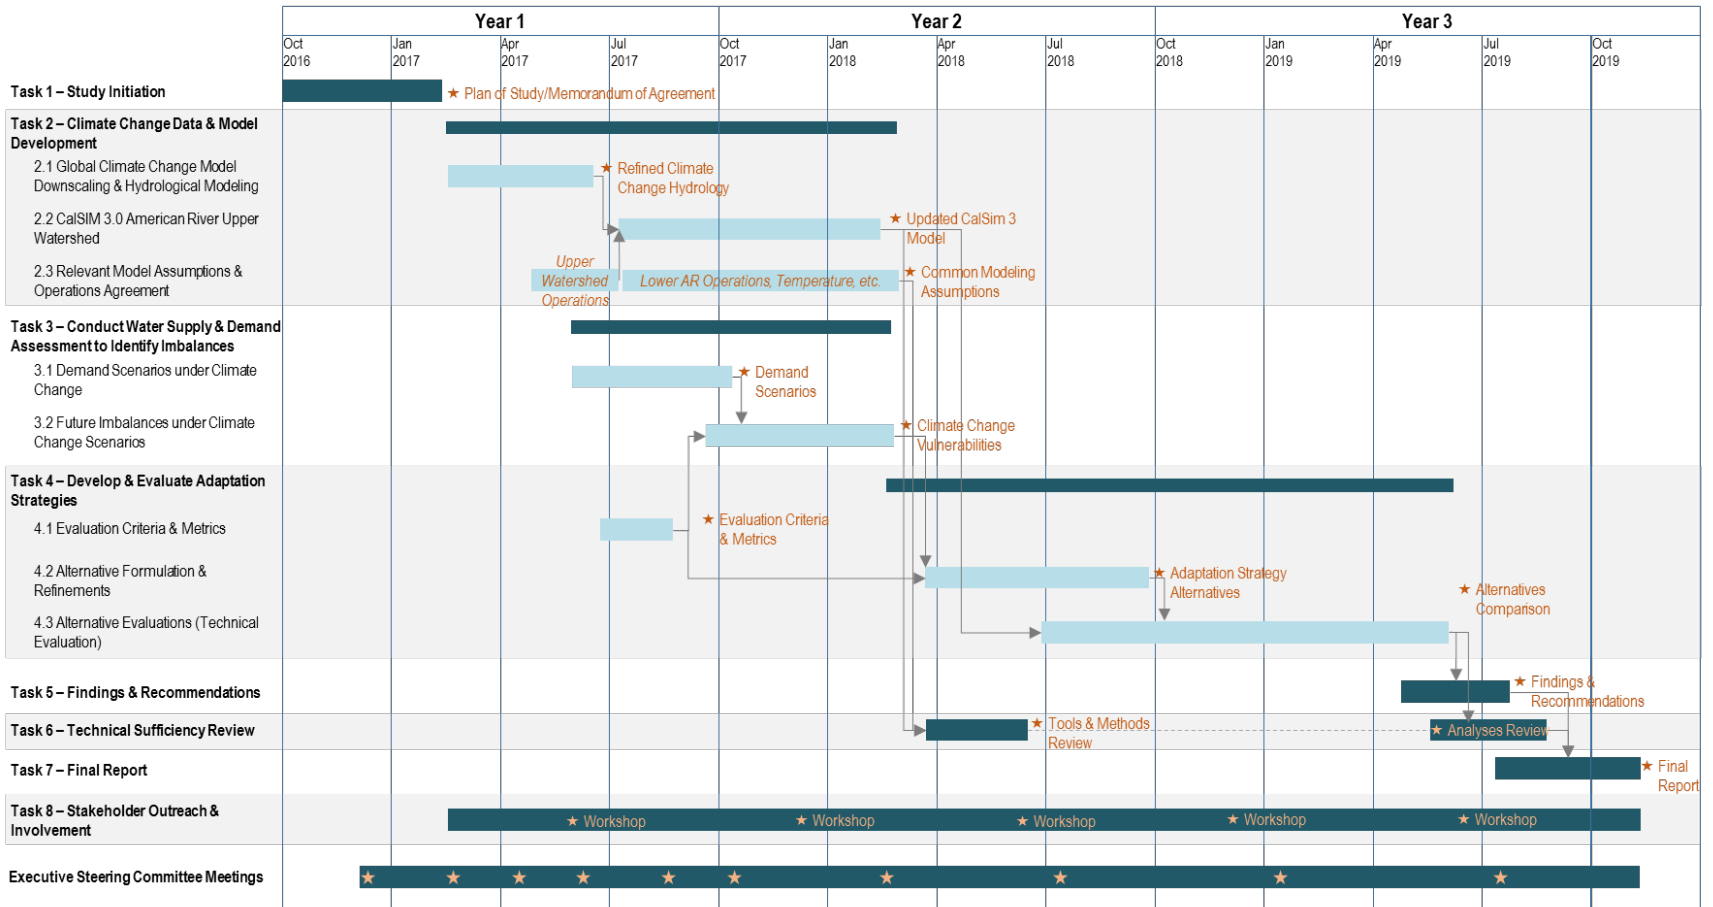 Year 1
Year 2
Year 3
Oct
2016
Jan
2017
Apr
2017
Jul
2017
Oct
2017
Jan
2018
Apr
2018
Jul
2018
Oct
2018
Jan
2019
Apr
2019
Jul
2019
Oct
2019
Task 1 – Study Initiation
Plan of Study/Memorandum of Agreement
Task 2 – Climate Change Data & Model
Development
2.1 Global Climate Change Model
Downscaling & Hydrological Modeling
Refined Climate
Change Hydrology
2.2 CalSIM 3.0 American River Upper
Watershed
Updated CalSim 3
Model
2.3 Relevant Model Assumptions &
Operations Agreement
Upper
Watershed
Operations
Lower AR Operations, Temperature, etc.
Common Modeling
Assumptions
Task 3 – Conduct Water Supply & Demand
Assessment to Identify Imbalances
3.1 Demand Scenarios under Climate
Change
Demand
Scenarios
3.2 Future Imbalances under Climate
Change Scenarios
Climate Change
Vulnerabilities
Task 4 – Develop & Evaluate Adaptation
Strategies
4.1 Evaluation Criteria & Metrics
Evaluation Criteria
& Metrics
4.2 Alternative Formulation &
Refinements
Adaptation Strategy
Alternatives
4.3 Alternative Evaluations (Technical
Evaluation)
Alternatives
Comparison
Task 5 – Findings & Recommendations
Findings &
Recommendations
Task 6 – Technical Sufficiency Review
Tools & Methods
Review
Analyses Review
Task 7 – Final Report
Final
Report
Task 8 – Stakeholder Outreach &
Involvement
Workshop
Workshop
Workshop
Workshop
Workshop
Executive Steering Committee Meetings